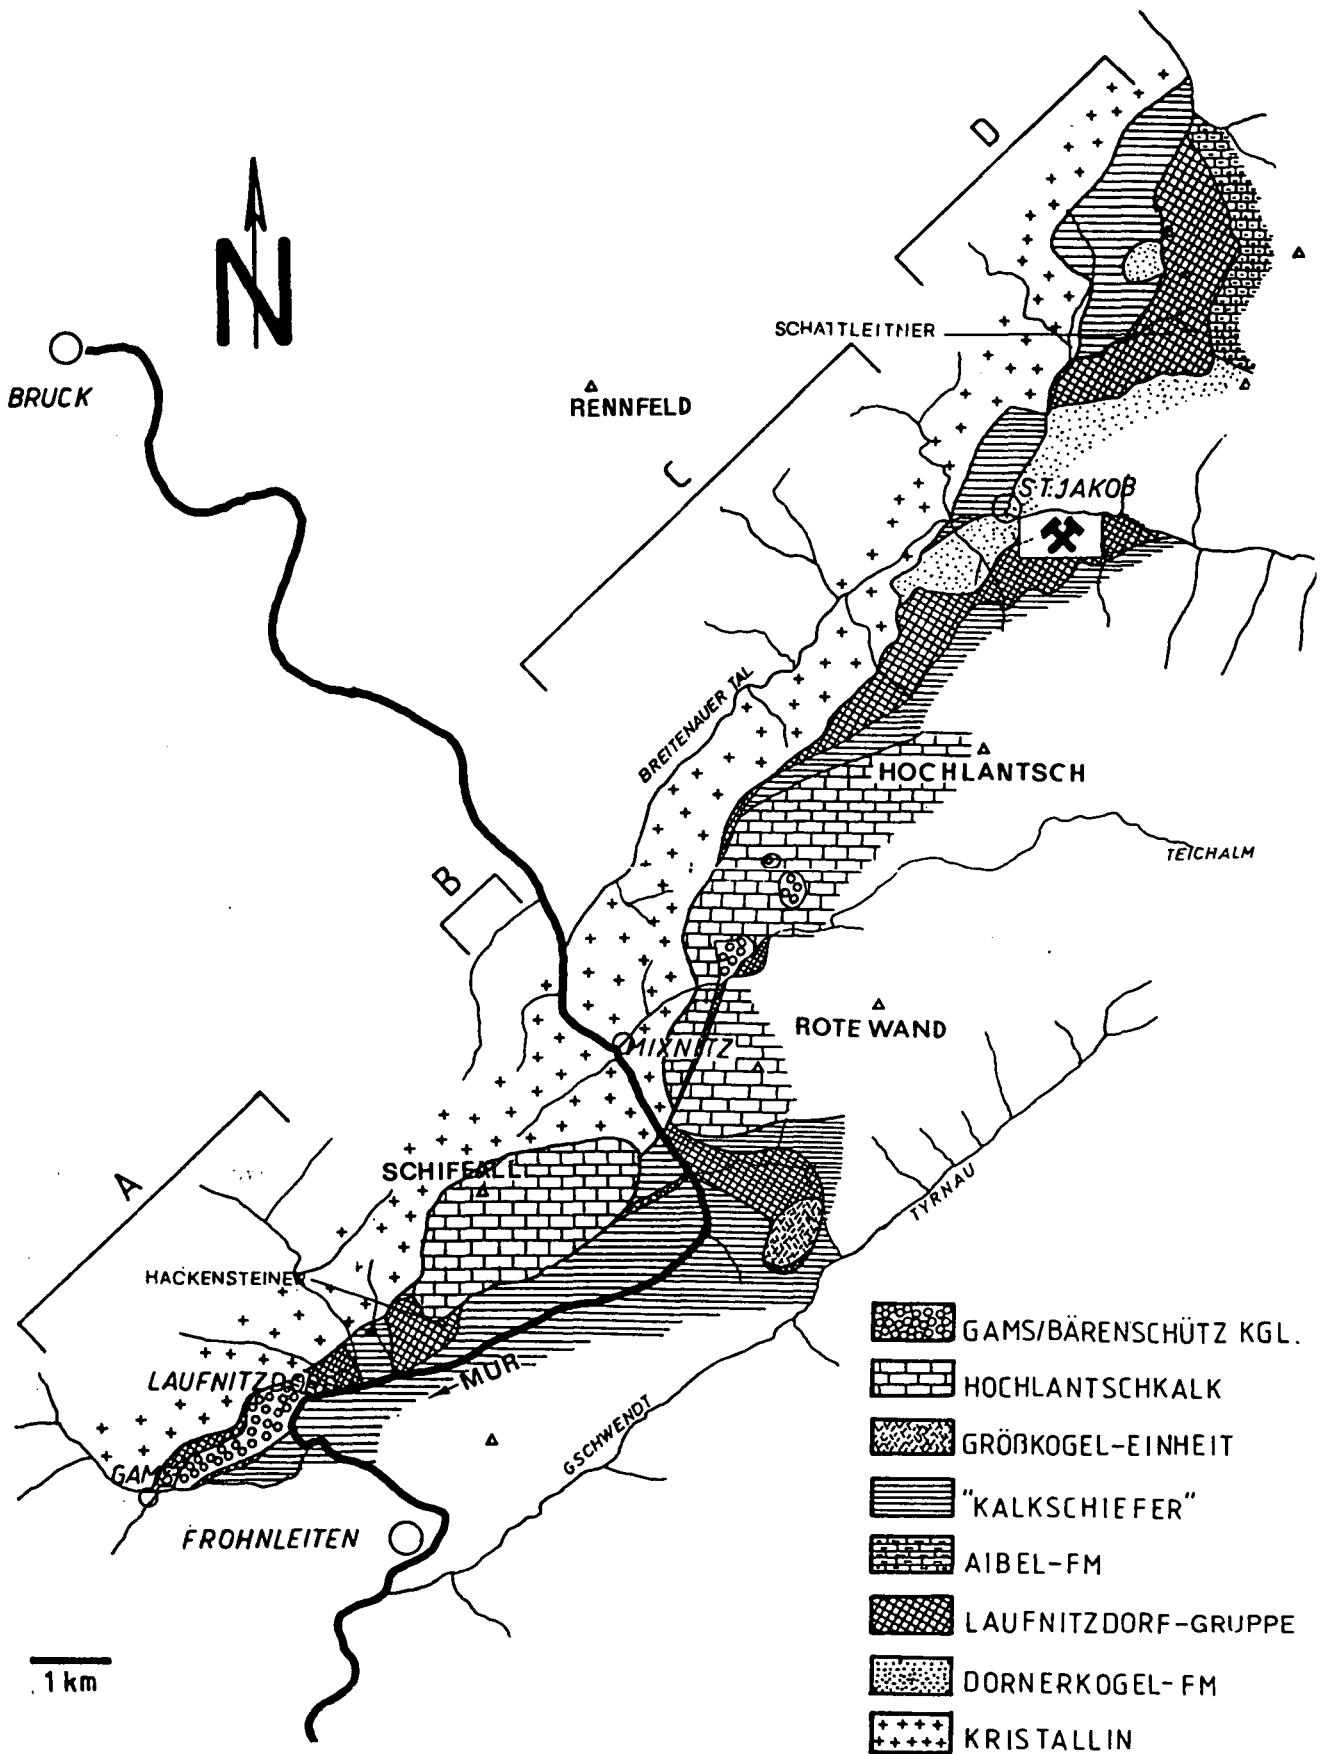 D
N
SCHATTLEITNER
BRUCK
RENNFELD
C
ST.JAKOB
BREITENAUER TAL
HOCHLANTSCH
TEICHALM
B
ROTE WAND
MIXNITZ
A
SCHIFFALL
TYRNAU
HACKENSTEINER
LAUFNITZDORF
MUR
GAMS
GSCHWENDT
FROHNLEITEN
1 km
GAMS/BÄRENSCHÜTZ KGL.
HOCHLANTSCHKALK
GRÖßKOGEL-EINHEIT
"KALKSCHIEFER"
AIBEL-FM
LAUFNITZDORF-GRUPPE
DORNERKOGEL-FM
KRISTALLIN